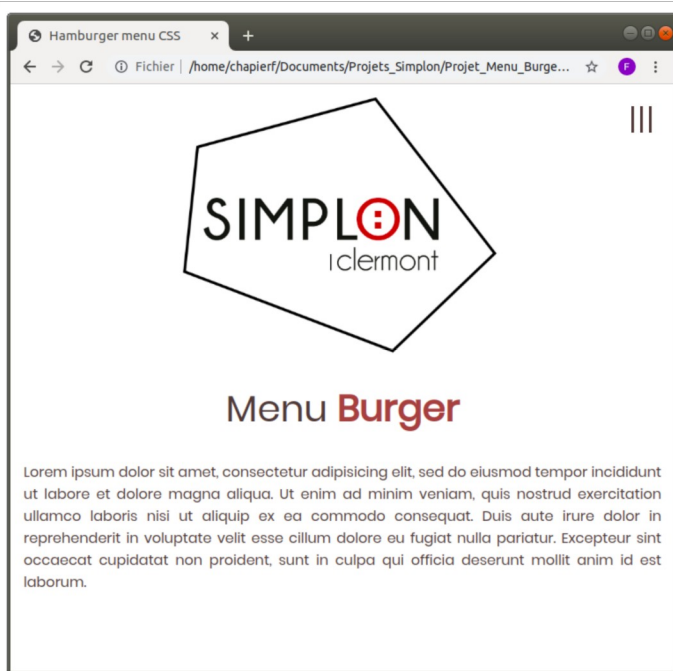 Hamburger menu CSS
Fichier | /home/chapierf/Documents/Projets_Simplon/Projet_Menu_Burge...
F
SIMPLON
clermont
Menu Burger
Lorem ipsum dolor sit amet, consectetur adipisicing elit, sed do eiusmod tempor incididunt
ut labore et dolore magna aliqua. Ut enim ad minim veniam, quis nostrud exercitation
ullamco laboris nisi ut aliquip ex ea commodo consequat. Duis aute irure dolor in
reprehenderit in voluptate velit esse cillum dolore eu fugiat nulla pariatur. Excepteur sint
occaecat cupidatat non proident, sunt in culpa qui officia deserunt mollit anim id est
laborum.